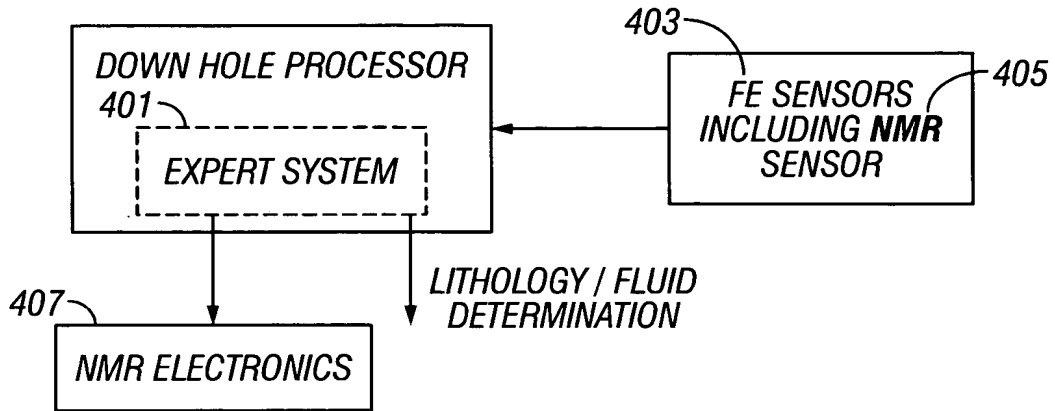 DOWN HOLE PROCESSOR
401
EXPERT SYSTEM
403
405
FE SENSORS
INCLUDING NMR
SENSOR
LITHOLOGY / FLUID
DETERMINATION
407
NMR ELECTRONICS